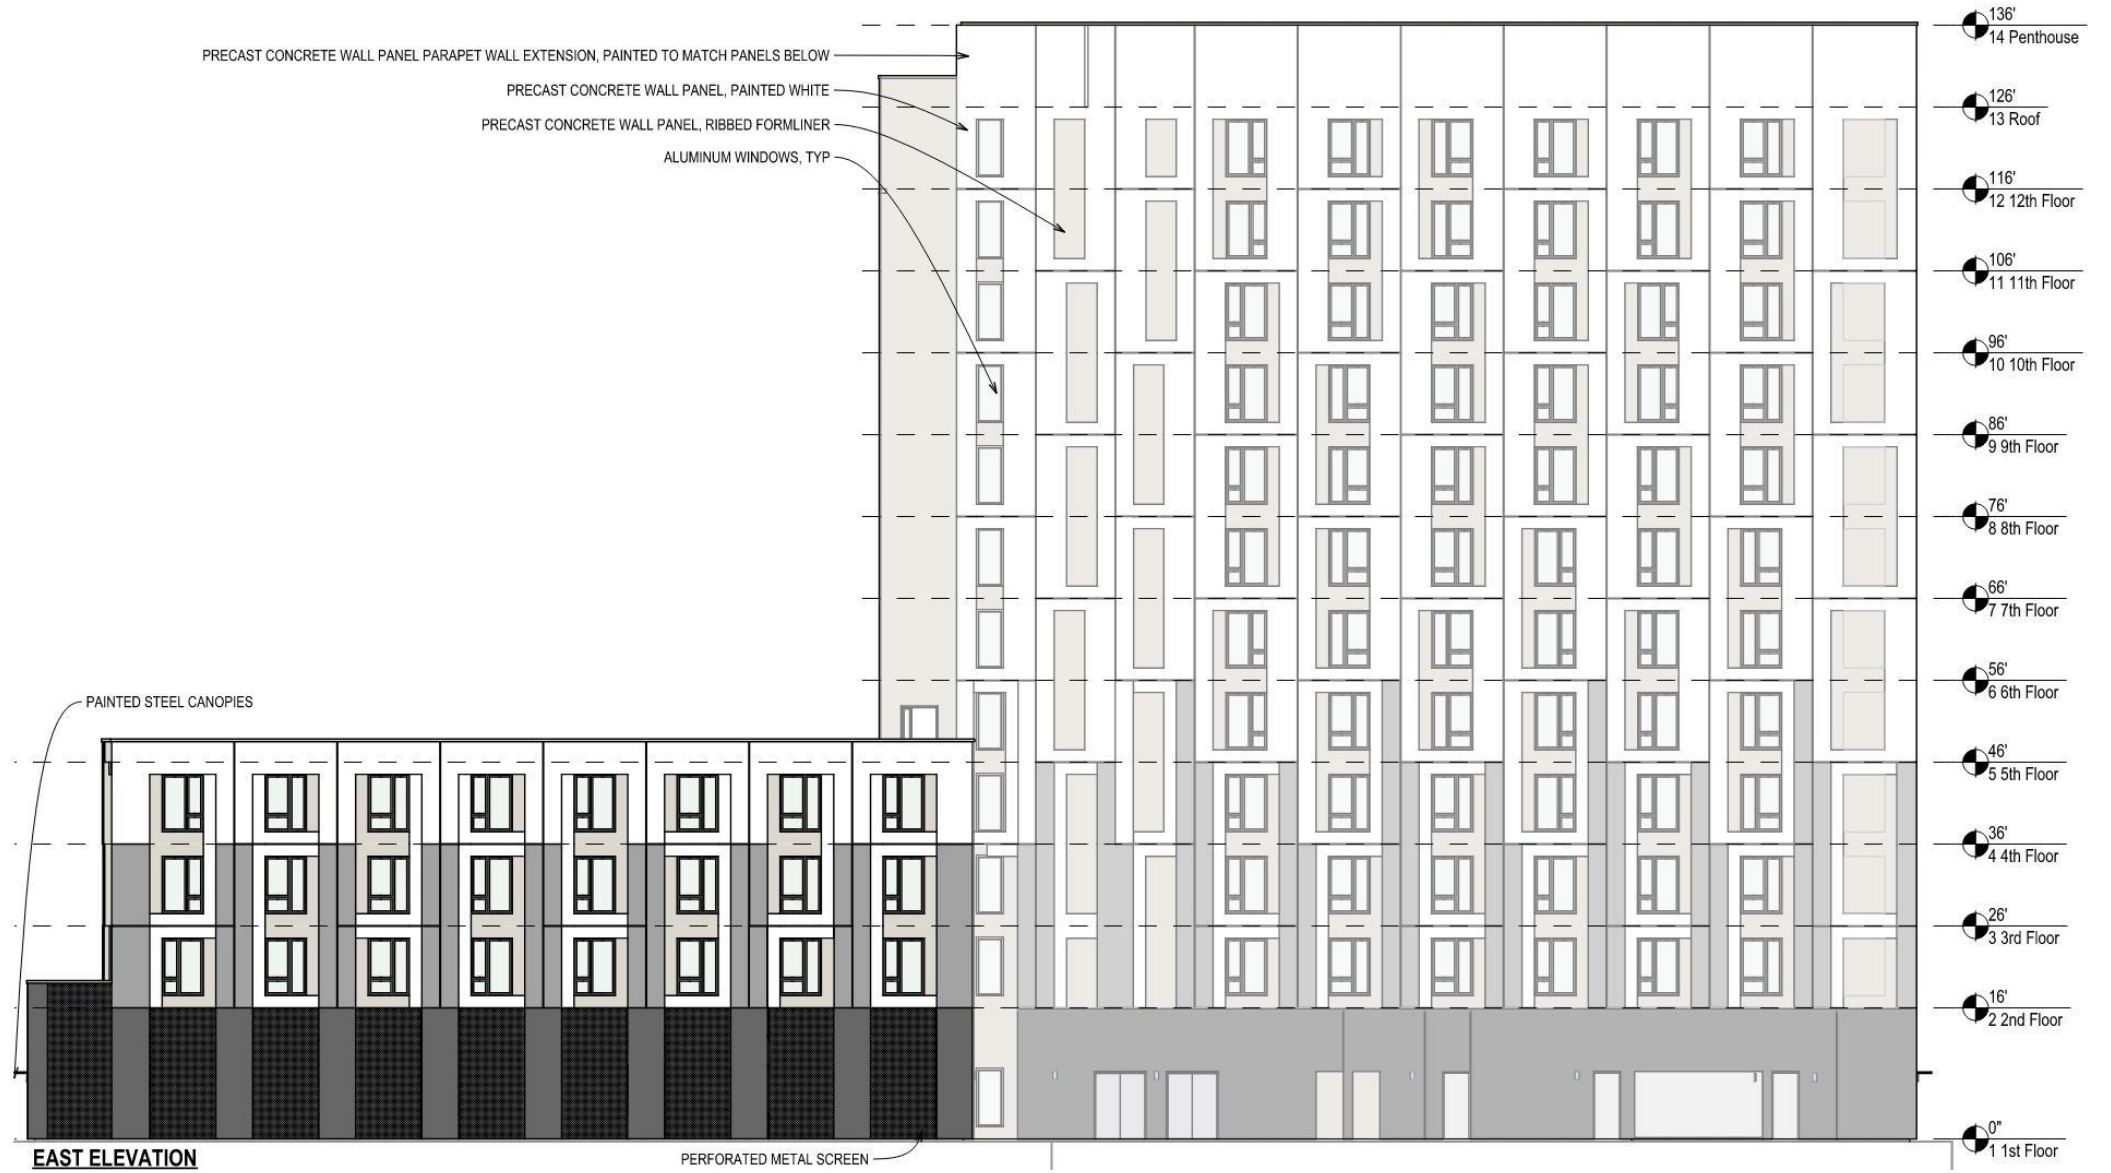 136'
14 Penthouse
PRECAST CONCRETE WALL PANEL PARAPET WALL EXTENSION, PAINTED TO MATCH PANELS BELOW
PRECAST CONCRETE WALL PANEL, PAINTED WHITE
126'
13 Roof
PRECAST CONCRETE WALL PANEL, RIBBED FORMLINER
ALUMINUM WINDOWS, TYP
116'
12 12th Floor
106'
11 11th Floor
96'
10 10th Floor
86'
9 9th Floor
76'
8 8th Floor
66'
7 7th Floor
56'
6 6th Floor
PAINTED STEEL CANOPIES
46'
5 5th Floor
36'
4 4th Floor
26'
3 3rd Floor
16'
2 2nd Floor
0"
1 1st Floor
EAST ELEVATION
PERFORATED METAL SCREEN